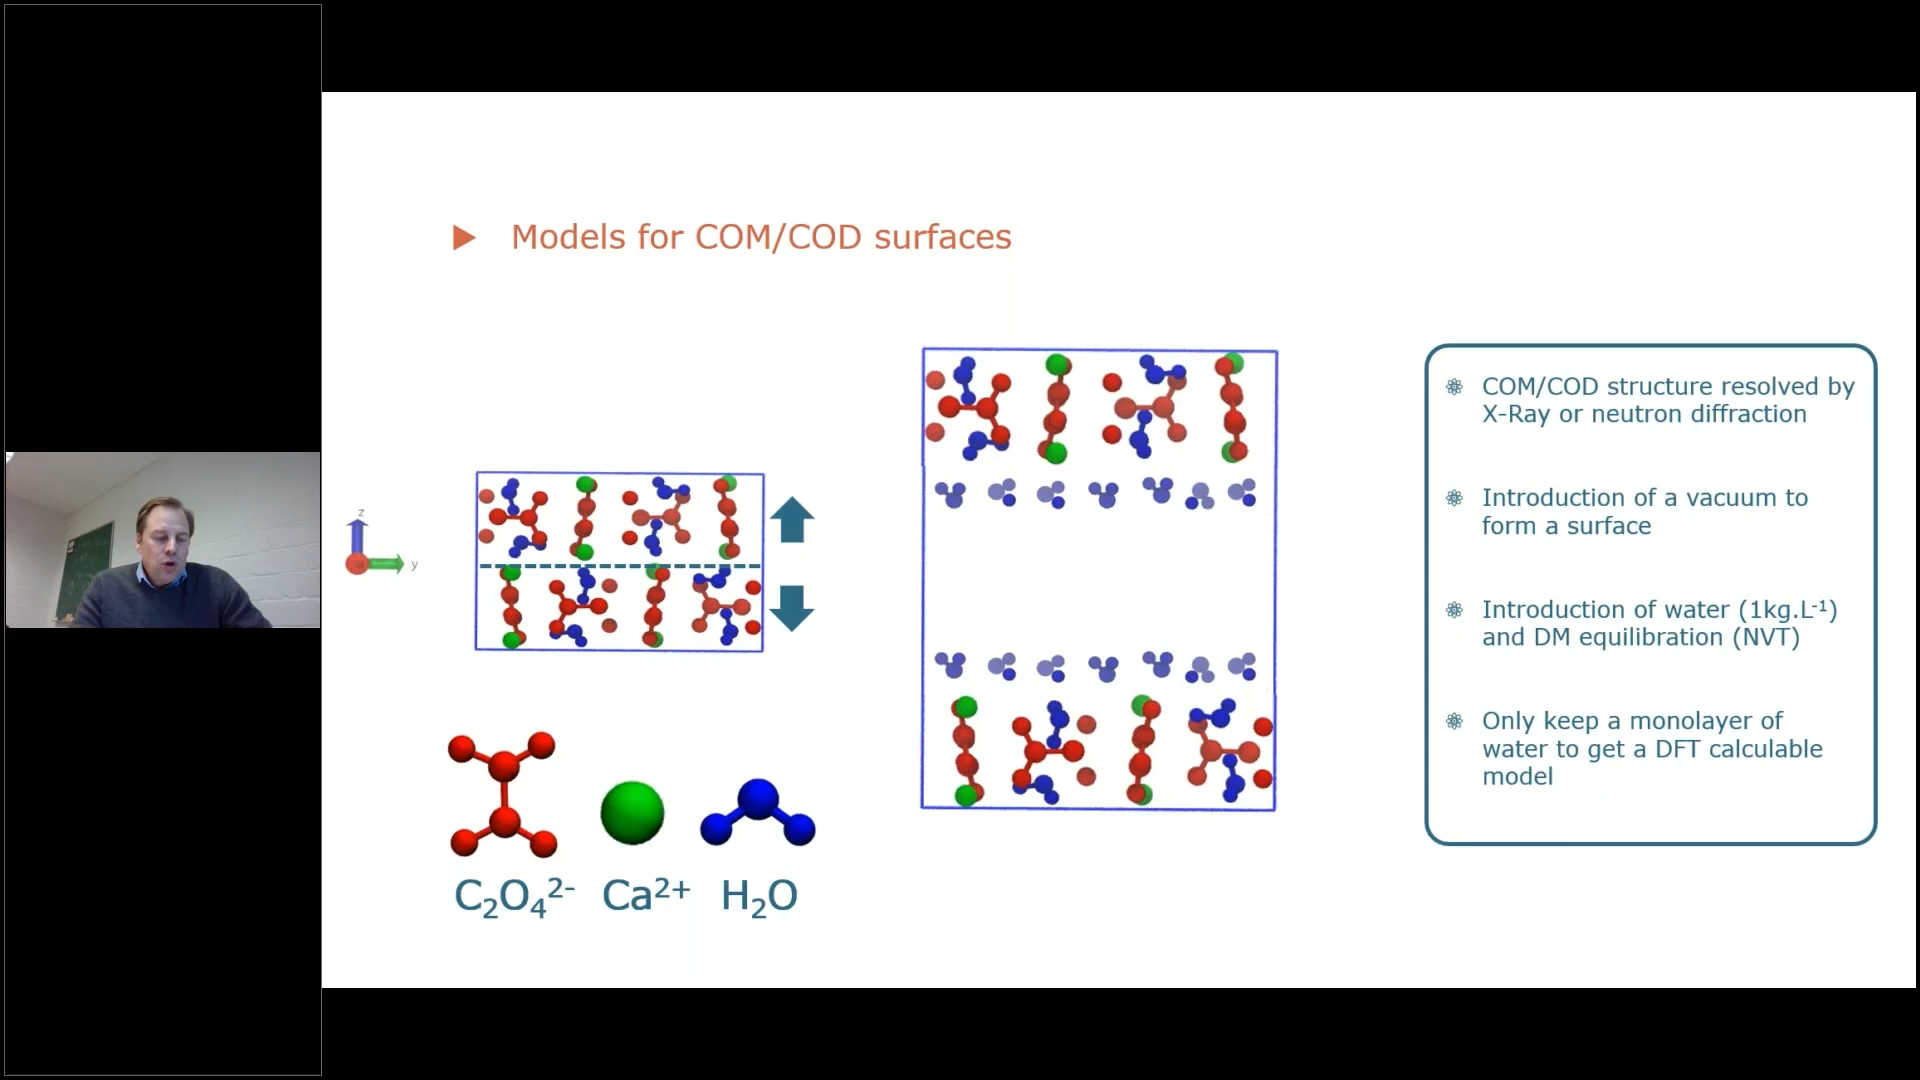 Models for COM/COD surfaces
z
y
C₂O₄²⁻ Ca²⁺ H₂O
COM/COD structure resolved by
X-Ray or neutron diffraction
Introduction of a vacuum to
form a surface
Introduction of water (1kg.L⁻¹)
and DM equilibration (NVT)
Only keep a monolayer of
water to get a DFT calculable
model